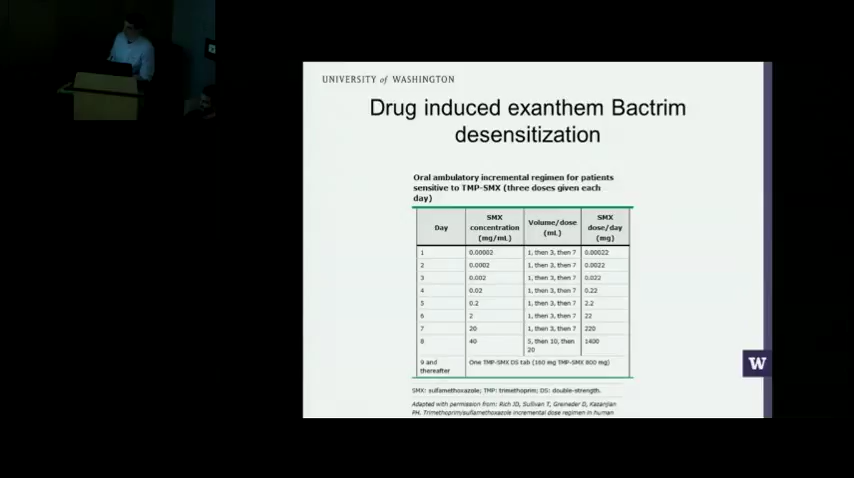 UNIVERSITY of WASHINGTON
Drug induced exanthem Bactrim
desensitization
Oral ambulatory incremental regimen for patients
sensitive to TMP-SMX (three doses given each
day)
Day SMX concentration (mg/mL) Volume/dose (mL) SMX dose/day (mg)
1 0.00002 1, then 3, then 7 0.00022
2 0.0002 1, then 3, then 7 0.0022
3 0.002 1, then 3, then 7 0.022
4 0.02 1, then 3, then 7 0.22
5 0.2 1, then 3, then 7 2.2
6 2 1, then 3, then 7 22
7 20 1, then 3, then 7 220
8 40 5, then 10, then 20 1400
9 and thereafter One TMP-SMX DS tab (160 mg TMP-SMX 800 mg)
SMX: sulfamethoxazole; TMP: trimethoprim; DS: double-strength.
Adapted with permission from: Rich JD, Sullivan T, Greineder D, Kazanjian
PH. Trimethoprim/sulfamethoxazole incremental dose regimen in human
W